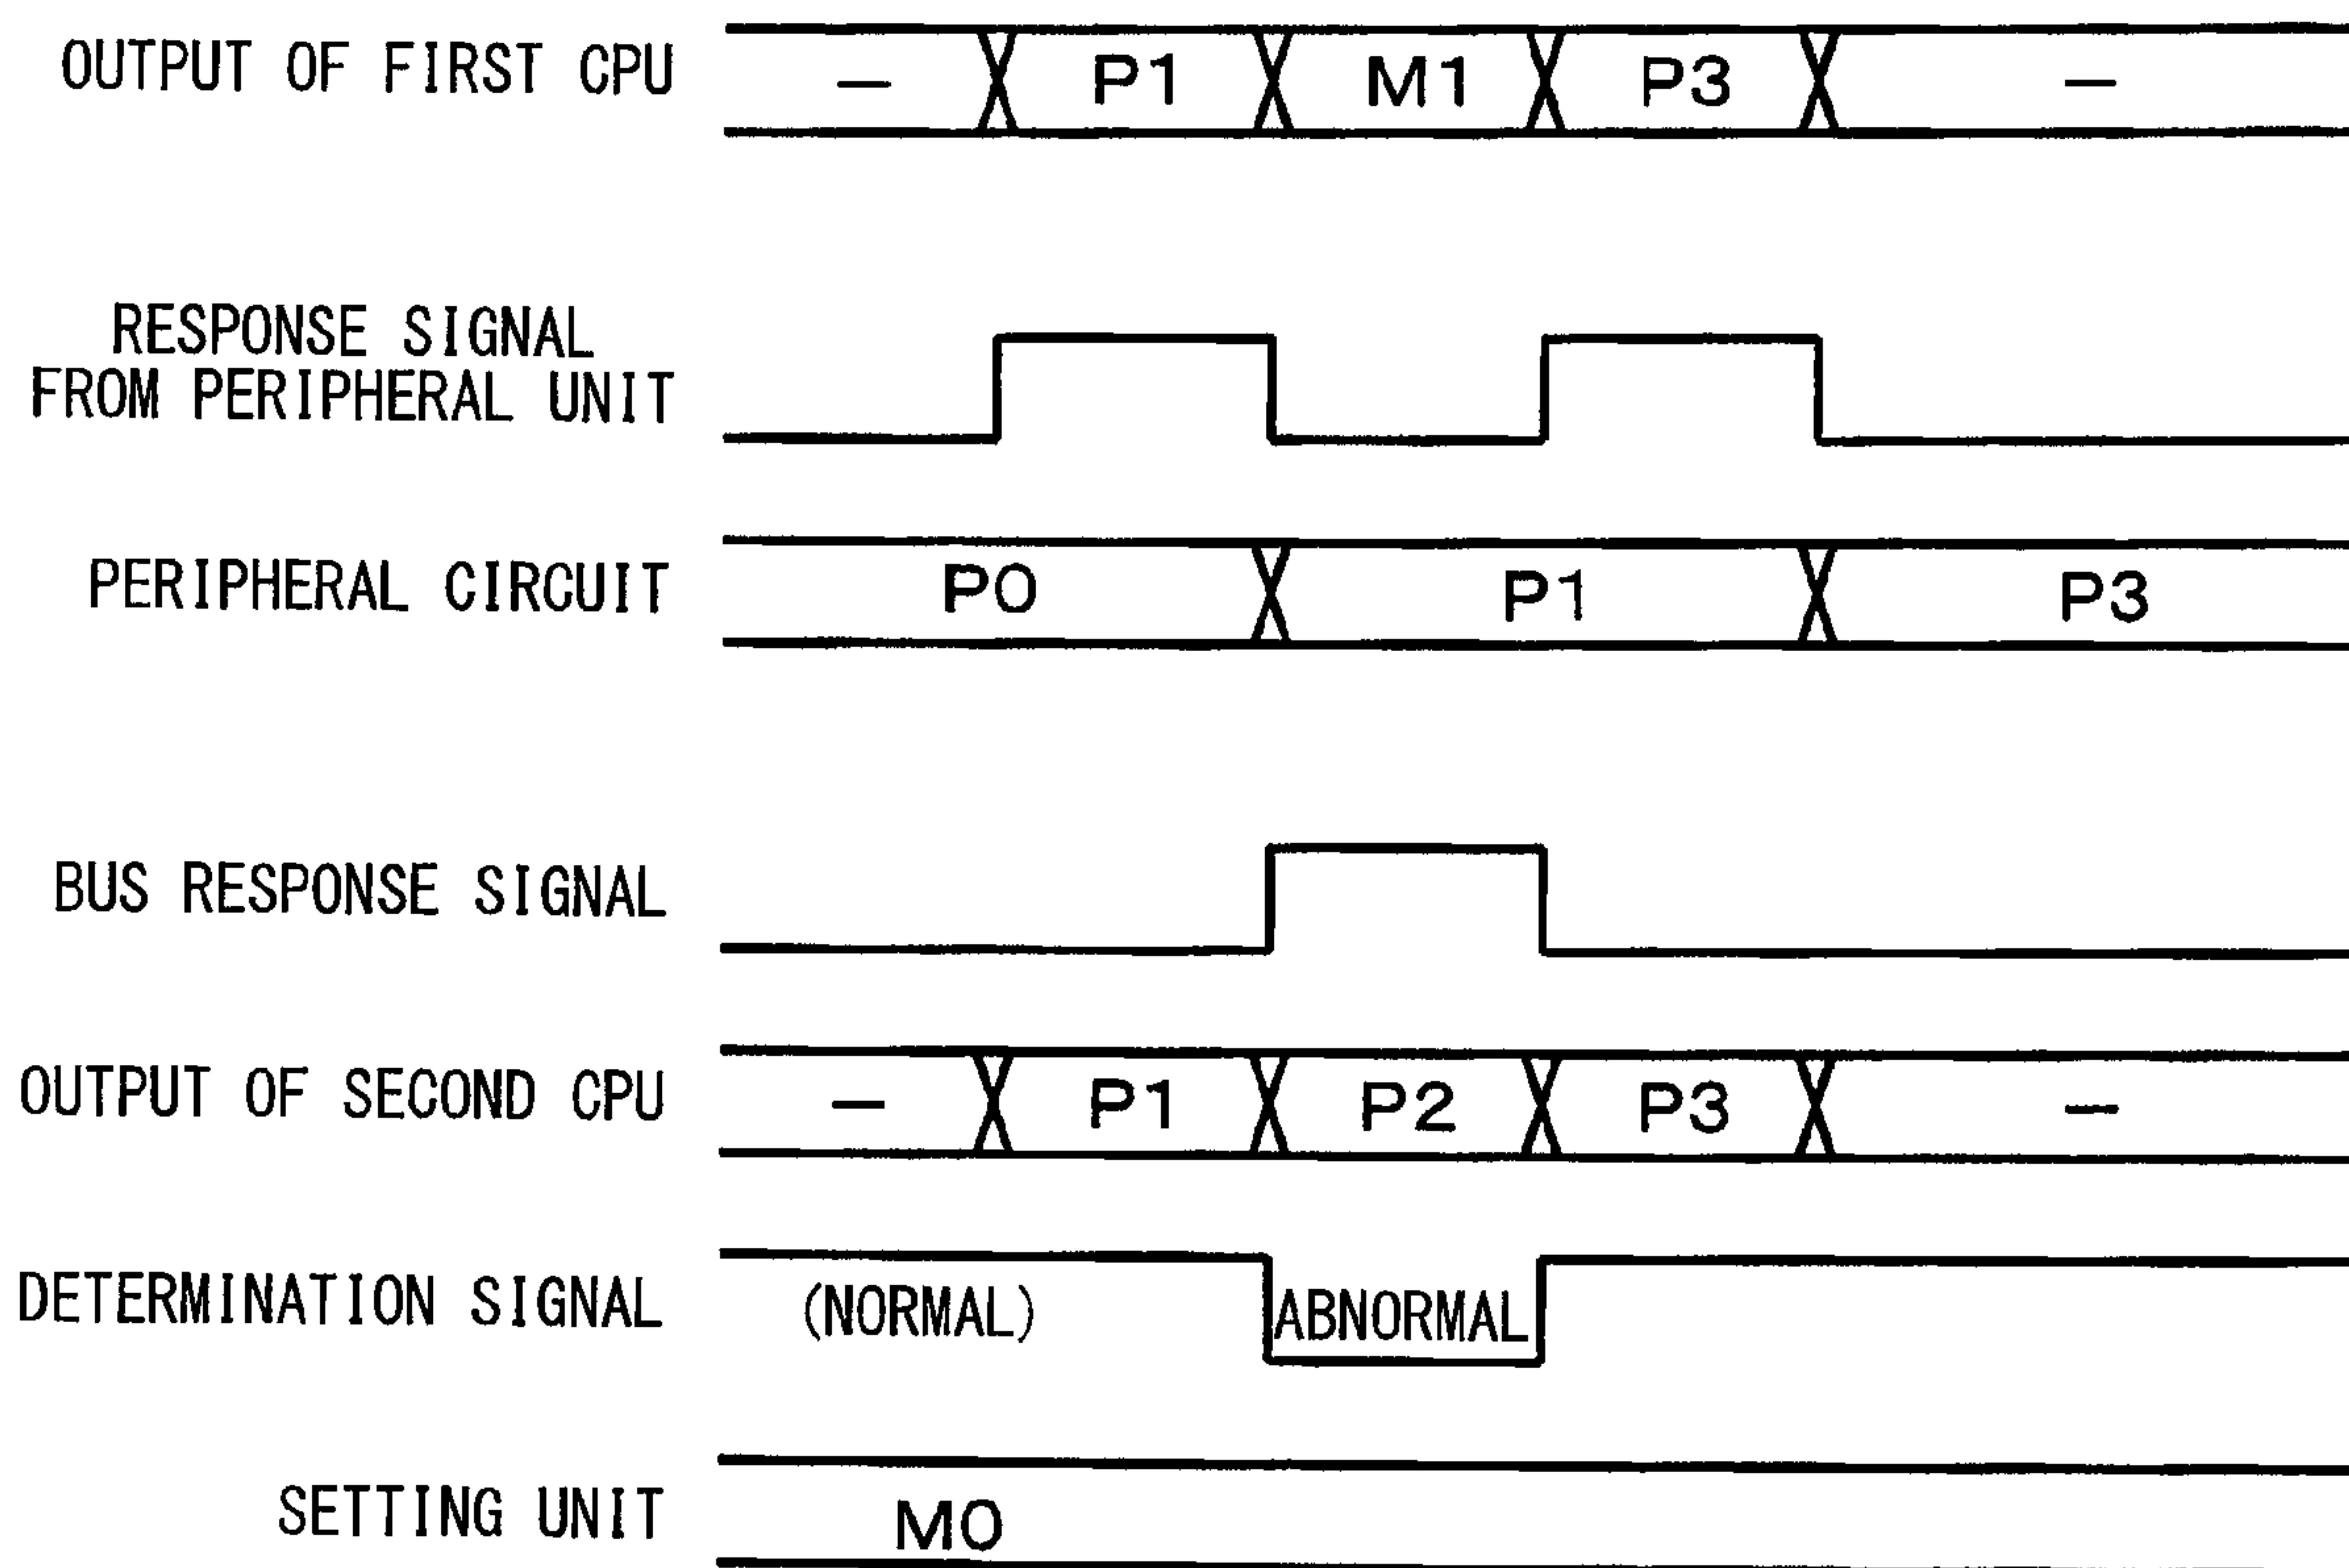 OUTPUT OF FIRST CPU
— P1 M1 P3 —
RESPONSE SIGNAL
FROM PERIPHERAL UNIT
PERIPHERAL CIRCUIT
P0 P1 P3
BUS RESPONSE SIGNAL
OUTPUT OF SECOND CPU
— P1 P2 P3 —
DETERMINATION SIGNAL
(NORMAL) ABNORMAL
SETTING UNIT
M0